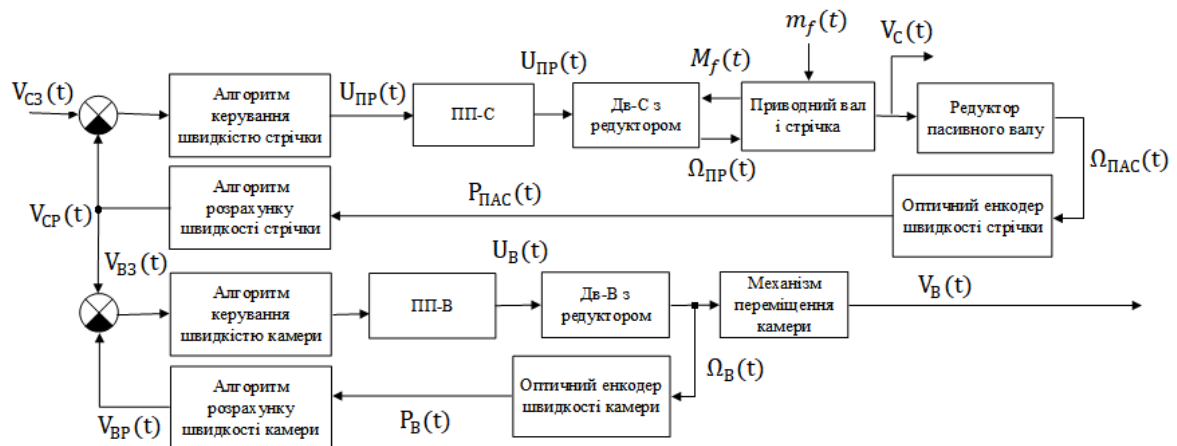 m_f(t)
V_C(t)
U_ПР(t)
M_f(t)
V_СЗ(t)
Алгоритм
керування
швидкістю стрічки
U_ПР(t)
ПП-С
Дв-С з
редуктором
Приводний вал
і стрічка
Редуктор
пасивного валу
Ω_ПР(t)
Ω_ПАС(t)
Алгоритм
розрахунку
швидкості стрічки
P_ПАС(t)
Оптичний енкодер
швидкості стрічки
V_СР(t)
V_ВЗ(t)
U_В(t)
Алгоритм
керування
швидкістю камери
ПП-В
Дв-В з
редуктором
Механізм
переміщення
камери
V_В(t)
Ω_В(t)
Алгоритм
розрахунку
швидкості камери
P_В(t)
Оптичний енкодер
швидкості камери
V_ВР(t)